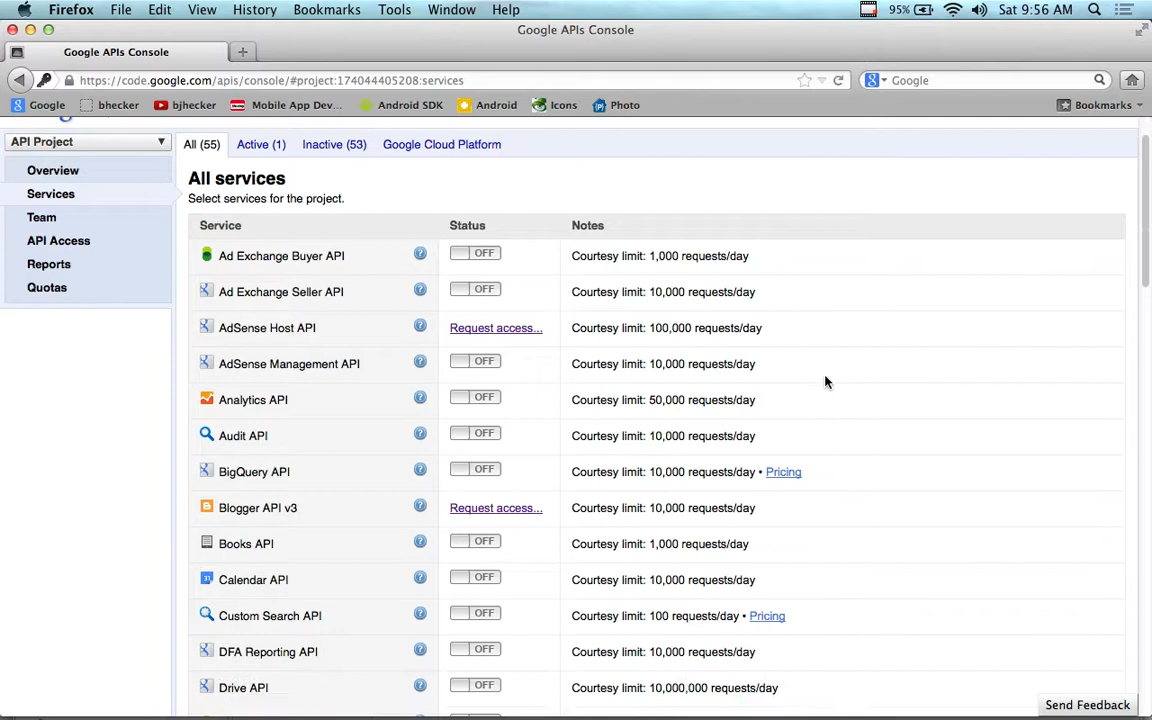 Firefox File Edit View History Bookmarks Tools Window Help 95% Sat 9:56 AM
Google APIs Console
Google APIs Console
https://code.google.com/apis/console/#project:174044405208:services Google
Google bhecker bjhecker Mobile App Dev... Android SDK Android Icons Photo Bookmarks
API Project All (55) Active (1) Inactive (53) Google Cloud Platform
Overview
Services
Team
API Access
Reports
Quotas
All services
Select services for the project.
Service Status Notes
Ad Exchange Buyer API OFF Courtesy limit: 1,000 requests/day
Ad Exchange Seller API OFF Courtesy limit: 10,000 requests/day
AdSense Host API Request access... Courtesy limit: 100,000 requests/day
AdSense Management API OFF Courtesy limit: 10,000 requests/day
Analytics API OFF Courtesy limit: 50,000 requests/day
Audit API OFF Courtesy limit: 10,000 requests/day
BigQuery API OFF Courtesy limit: 10,000 requests/day • Pricing
Blogger API v3 Request access... Courtesy limit: 10,000 requests/day
Books API OFF Courtesy limit: 1,000 requests/day
Calendar API OFF Courtesy limit: 10,000 requests/day
Custom Search API OFF Courtesy limit: 100 requests/day • Pricing
DFA Reporting API OFF Courtesy limit: 10,000 requests/day
Drive API OFF Courtesy limit: 10,000,000 requests/day
Send Feedback